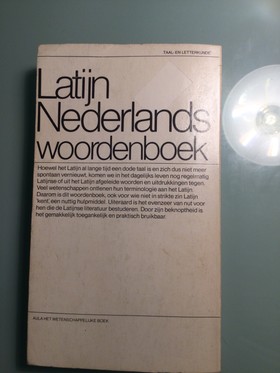 TAAL- EN LETTERKUNDE
Latijn
Nederlands
woordenboek
Hoewel het Latijn al lange tijd een dode taal is en zich dus niet meer
spontaan vernieuwt, komen we in het dagelijks leven nog regelmatig
Latijnse of uit het Latijn afgeleide woorden en uitdrukkingen tegen.
Veel wetenschappen ontlenen hun terminologie aan het Latijn.
Daarom is dit woordenboek, ook voor wie niet in strikte zin Latijn
'kent', een nuttig hulpmiddel. Uiteraard is het evenzeer van nut voor
hen die de Latijnse literatuur bestuderen. Door zijn beknoptheid is
het gemakkelijk toegankelijk en praktisch bruikbaar.
AULA HET WETENSCHAPPELIJKE BOEK